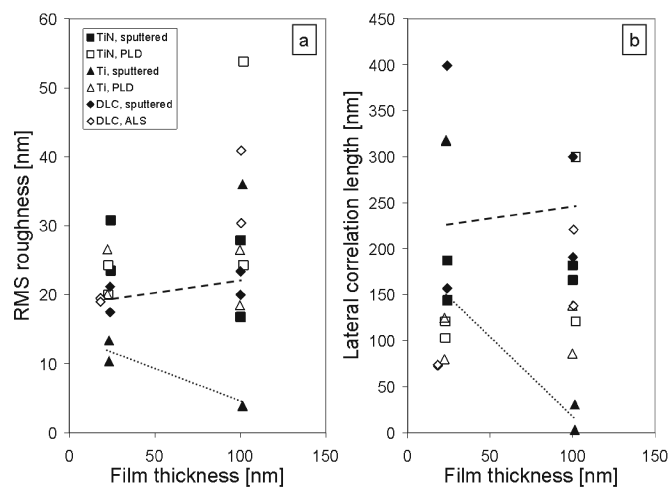 60
50
40
30
20
10
0
RMS roughness [nm]
TiN, sputtered
TiN, PLD
Ti, sputtered
Ti, PLD
DLC, sputtered
DLC, ALS
a
0 50 100 150
Film thickness [nm]
450
400
350
300
250
200
150
100
50
0
Lateral correlation length [nm]
b
0 50 100 150
Film thickness [nm]